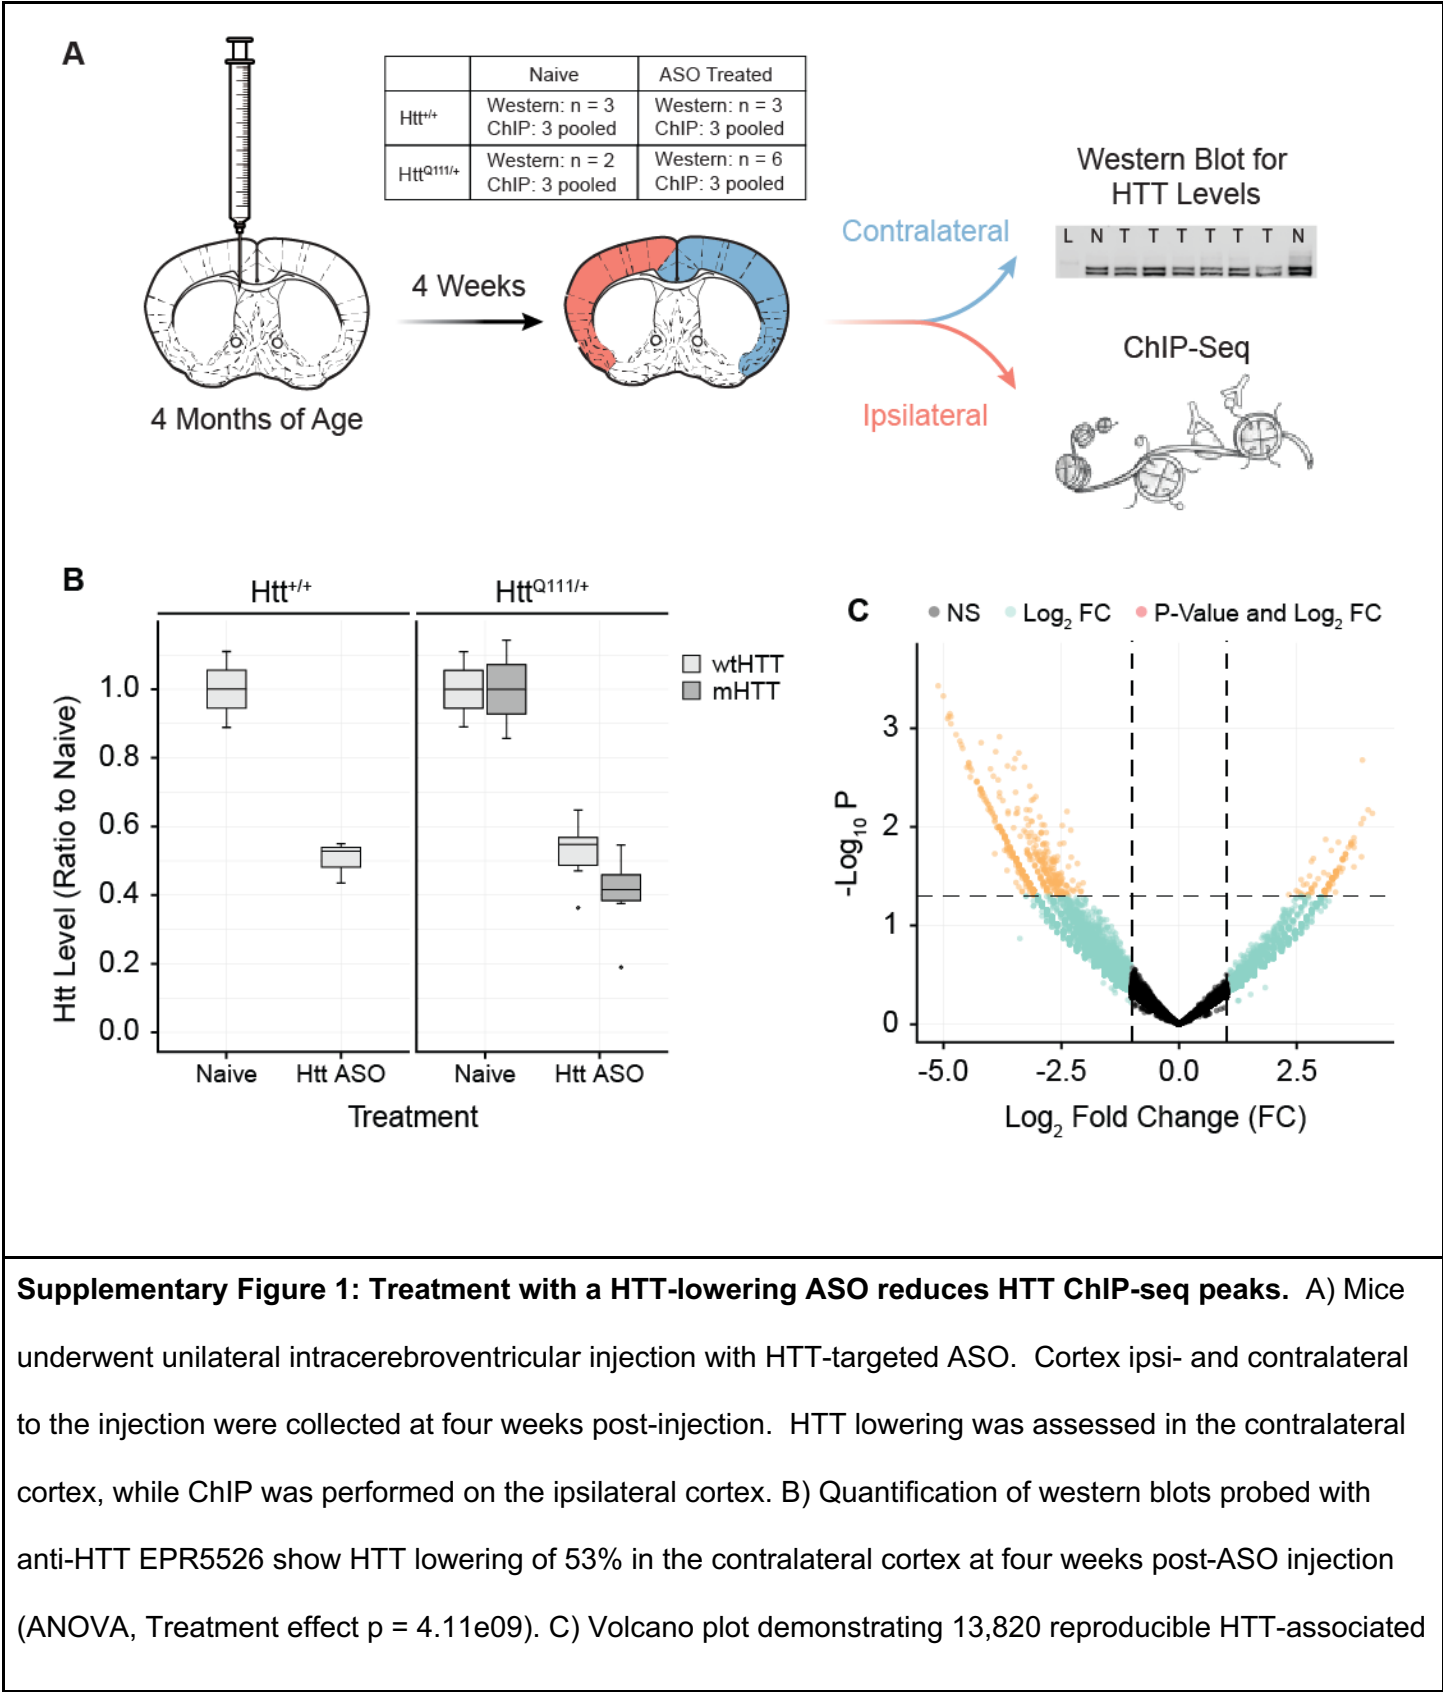 A
Naive ASO Treated
Htt+/+ Western: n = 3 Western: n = 3
ChIP: 3 pooled ChIP: 3 pooled
HttQ111/+ Western: n = 2 Western: n = 6
ChIP: 3 pooled ChIP: 3 pooled
4 Months of Age
4 Weeks
Contralateral
Ipsilateral
Western Blot for
HTT Levels
L N T T T T T T N
ChIP-Seq
B
Htt+/+ HttQ111/+
wtHTT
mHTT
Htt Level (Ratio to Naive)
1.0
0.8
0.6
0.4
0.2
0.0
Naive Htt ASO Naive Htt ASO
Treatment
C
NS Log2 FC P-Value and Log2 FC
-Log10 P
3
2
1
0
-5.0 -2.5 0.0 2.5
Log2 Fold Change (FC)
Supplementary Figure 1: Treatment with a HTT-lowering ASO reduces HTT ChIP-seq peaks. A) Mice
underwent unilateral intracerebroventricular injection with HTT-targeted ASO. Cortex ipsi- and contralateral
to the injection were collected at four weeks post-injection. HTT lowering was assessed in the contralateral
cortex, while ChIP was performed on the ipsilateral cortex. B) Quantification of western blots probed with
anti-HTT EPR5526 show HTT lowering of 53% in the contralateral cortex at four weeks post-ASO injection
(ANOVA, Treatment effect p = 4.11e09). C) Volcano plot demonstrating 13,820 reproducible HTT-associated